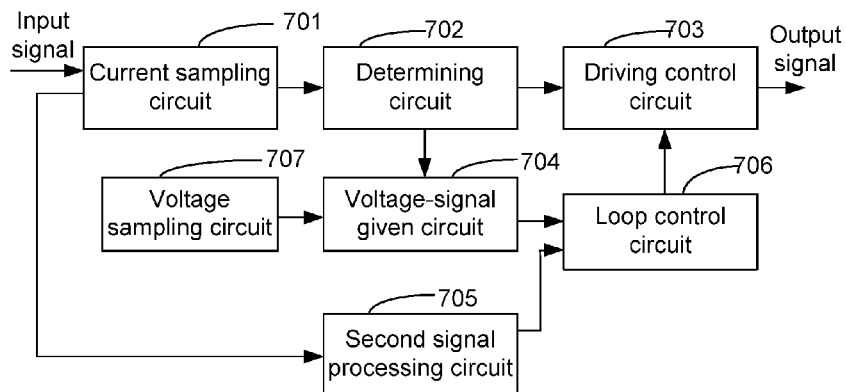 Input
signal
701
Current sampling
circuit
702
Determining
circuit
703
Driving control
circuit
Output
signal
707
Voltage
sampling circuit
704
Voltage-signal
given circuit
706
Loop control
circuit
705
Second signal
processing circuit